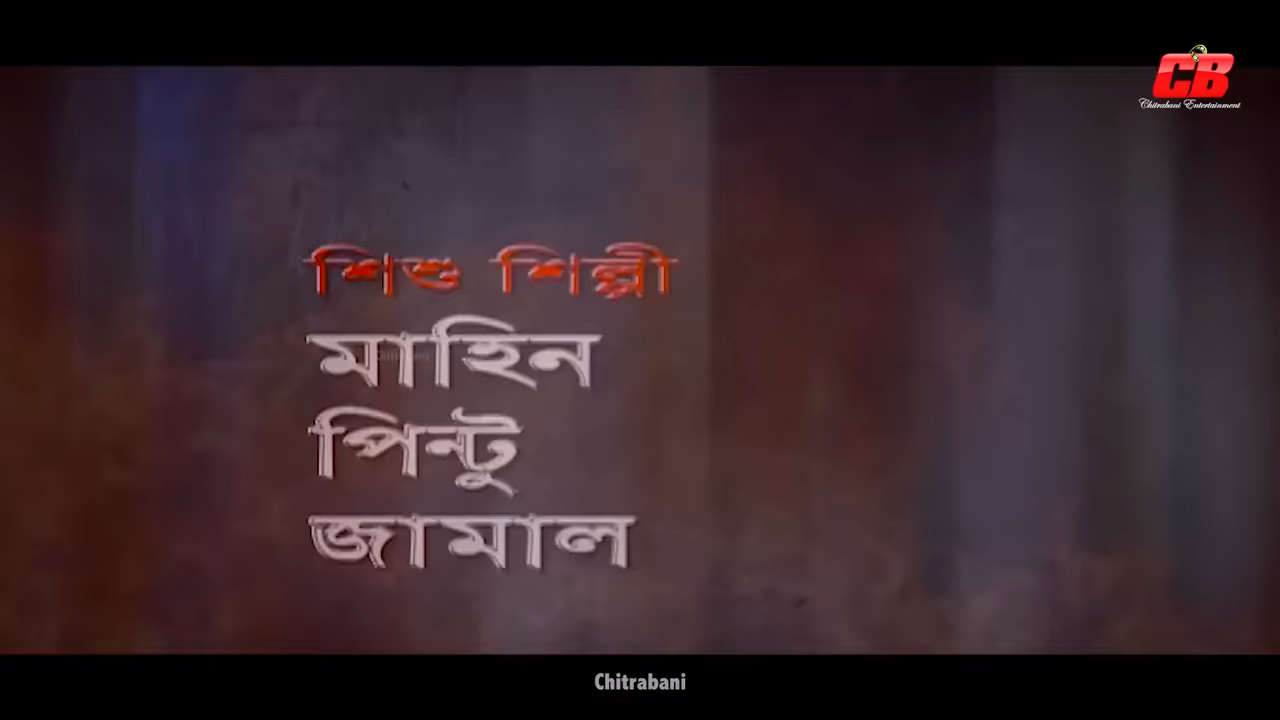 CB
Chitrabani Entertainment
শিশু শিল্পী
মাহিন
পিন্টু
জামাল
Chitrabani